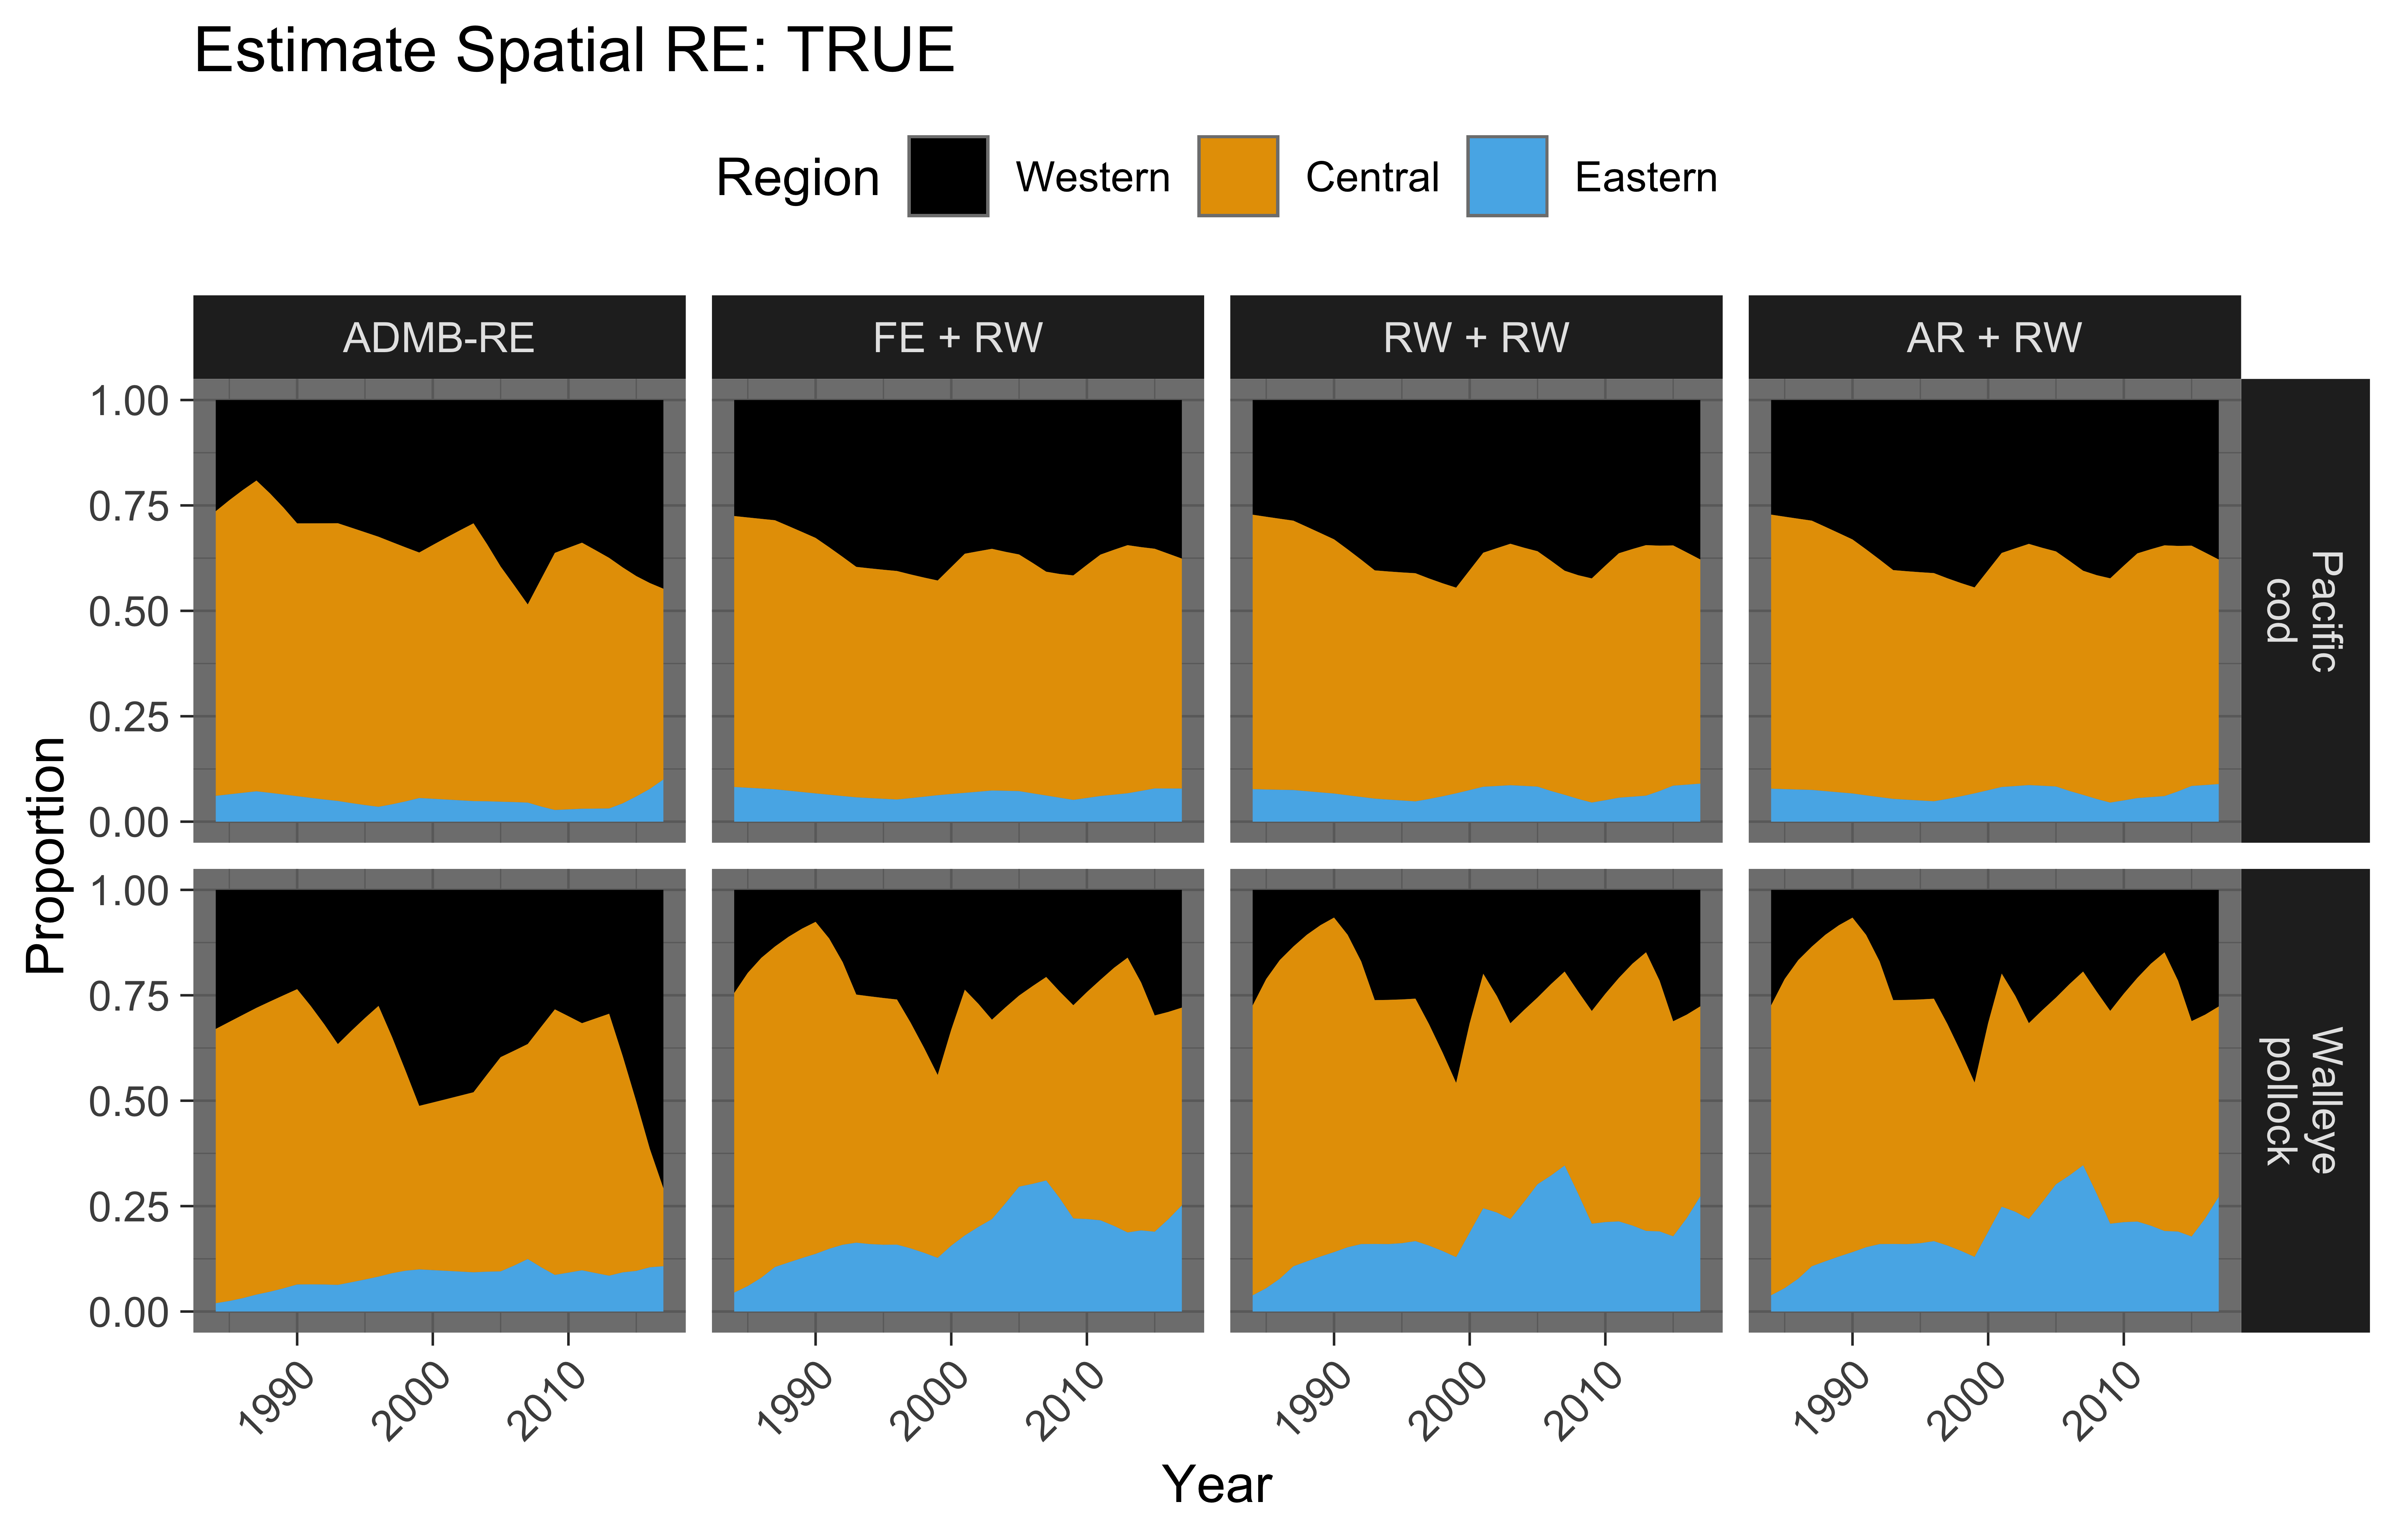 Estimate Spatial RE: TRUE
Region Western Central Eastern
ADMB-RE FE + RW RW + RW AR + RW
Proportion
1.00
0.75
0.50
0.25
0.00
Pacific
cod
1.00
0.75
0.50
0.25
0.00
Walleye
pollock
1990 2000 2010 1990 2000 2010 1990 2000 2010 1990 2000 2010
Year